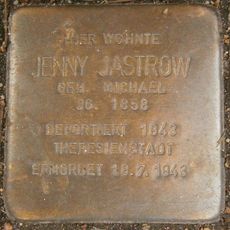 HIER WOHNTE
JENNY JASTROW
GEB. MICHAEL
JG. 1858
DEPORTIERT 1943
THERESIENSTADT
ERMORDET 18.7.1943